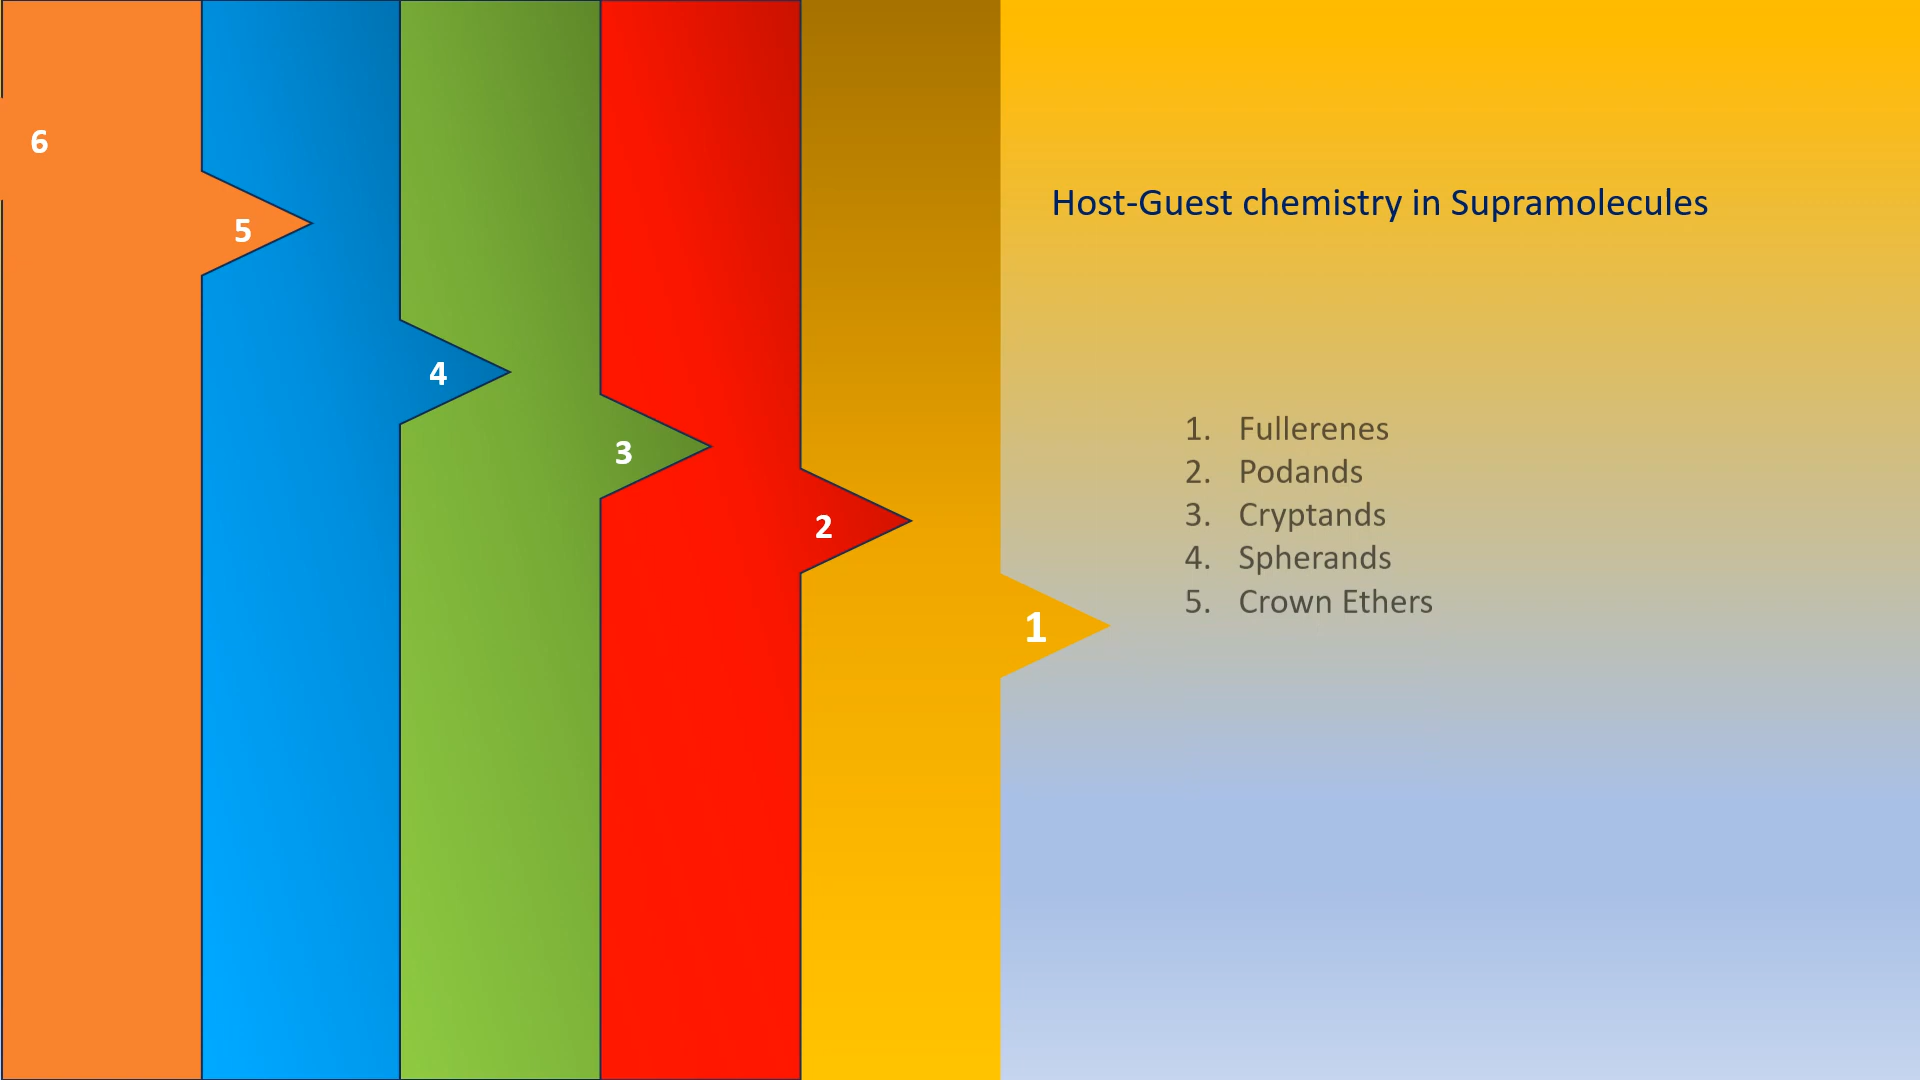 6
5
4
3
2
1
Host-Guest chemistry in Supramolecules
1. Fullerenes
2. Podands
3. Cryptands
4. Spherands
5. Crown Ethers